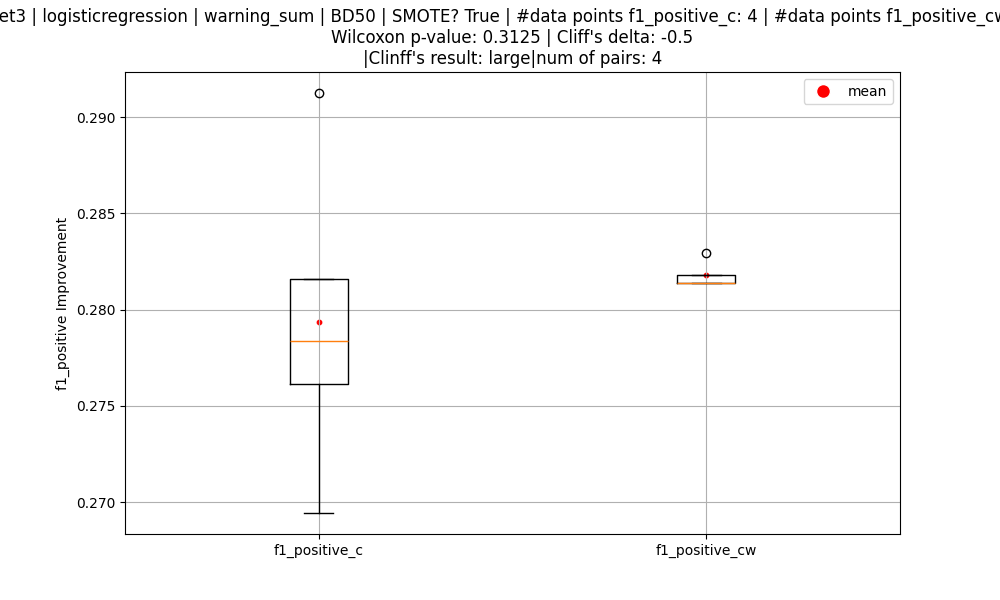 et3 | logisticregression | warning_sum | BD50 | SMOTE? True | #data points f1_positive_c: 4 | #data points f1_positive_cw
Wilcoxon p-value: 0.3125 | Cliff's delta: -0.5
|Clinff's result: large|num of pairs: 4
mean
0.290
0.285
0.280
0.275
0.270
f1_positive Improvement
f1_positive_c
f1_positive_cw